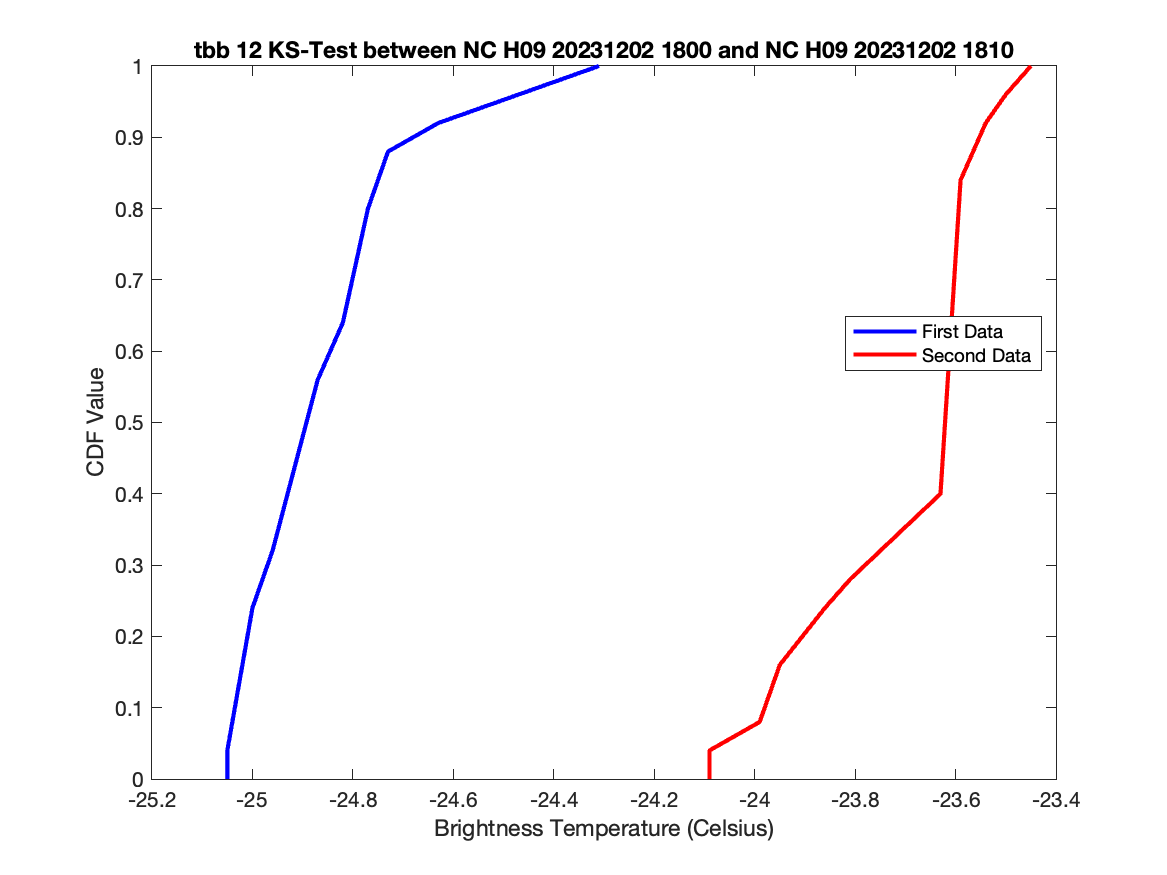 tbb 12 KS-Test between NC H09 20231202 1800 and NC H09 20231202 1810
1
0.9
0.8
0.7
0.6
0.5
0.4
0.3
0.2
0.1
0
CDF Value
First Data
Second Data
-25.2 -25 -24.8 -24.6 -24.4 -24.2 -24 -23.8 -23.6 -23.4
Brightness Temperature (Celsius)